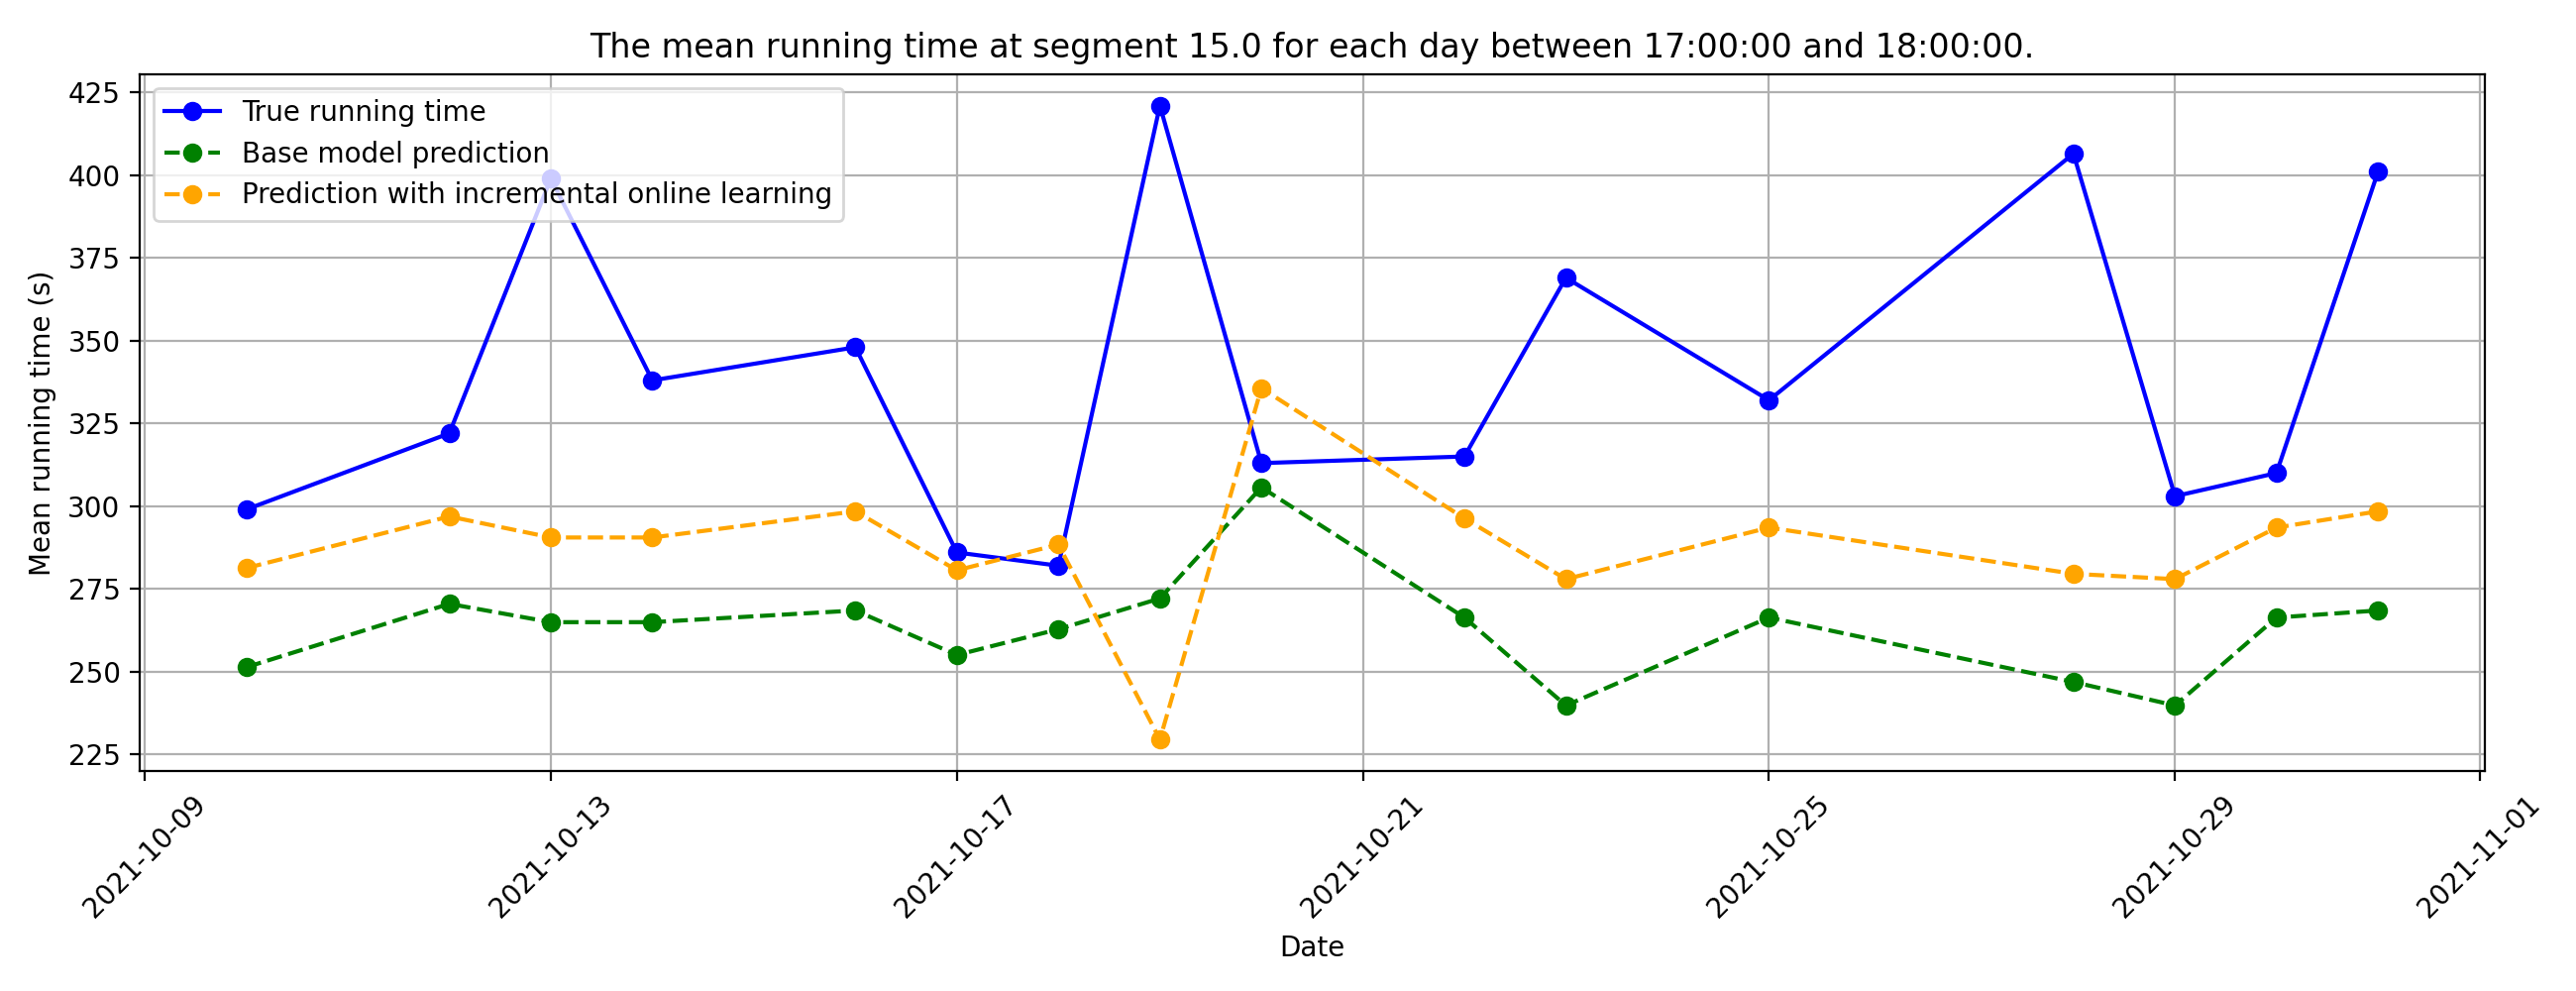 The mean running time at segment 15.0 for each day between 17:00:00 and 18:00:00.
True running time
Base model prediction
Prediction with incremental online learning
Mean running time (s)
425
400
375
350
325
300
275
250
225
2021-10-09
2021-10-13
2021-10-17
2021-10-21
2021-10-25
2021-10-29
2021-11-01
Date